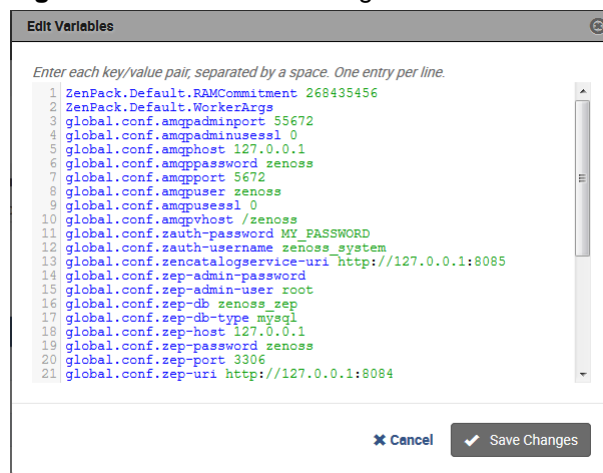 Edit Variables
Enter each key/value pair, separated by a space. One entry per line.
1 ZenPack.Default.RAMCommitment 268435456
2 ZenPack.Default.WorkerArgs
3 global.conf.amqpadminport 55672
4 global.conf.amqpadminusessl 0
5 global.conf.amqphost 127.0.0.1
6 global.conf.amqppassword zenoss
7 global.conf.amqpport 5672
8 global.conf.amqpuser zenoss
9 global.conf.amqpusessl 0
10 global.conf.amqpvhost /zenoss
11 global.conf.zauth-password MY_PASSWORD
12 global.conf.zauth-username zenoss_system
13 global.conf.zencatalogservice-uri http://127.0.0.1:8085
14 global.conf.zep-admin-password
15 global.conf.zep-admin-user root
16 global.conf.zep-db zenoss_zep
17 global.conf.zep-db-type mysql
18 global.conf.zep-host 127.0.0.1
19 global.conf.zep-password zenoss
20 global.conf.zep-port 3306
21 global.conf.zep-uri http://127.0.0.1:8084
Cancel Save Changes